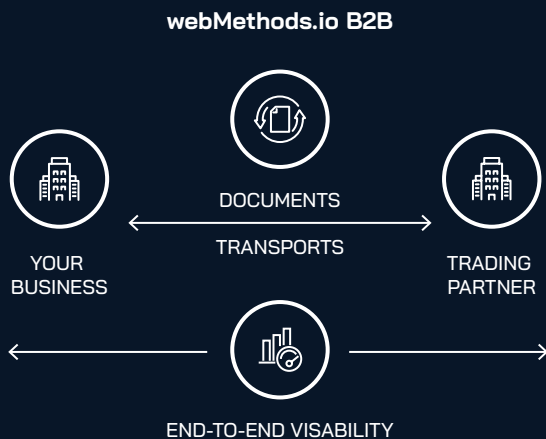 webMethods.io B2B
DOCUMENTS
TRANSPORTS
YOUR
BUSINESS
TRADING
PARTNER
END-TO-END VISABILITY